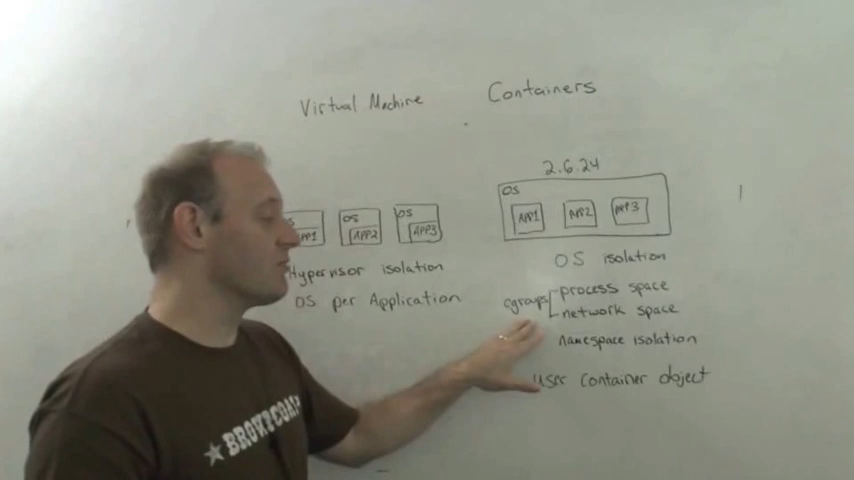 Virtual Machine
Containers
2.6.24
OS
APP1
OS
APP2
OS
APP3
OS
APP1
APP2
APP3
Hypervisor isolation
OS per Application
OS isolation
cgroups
process space
network space
namespace isolation
user container object